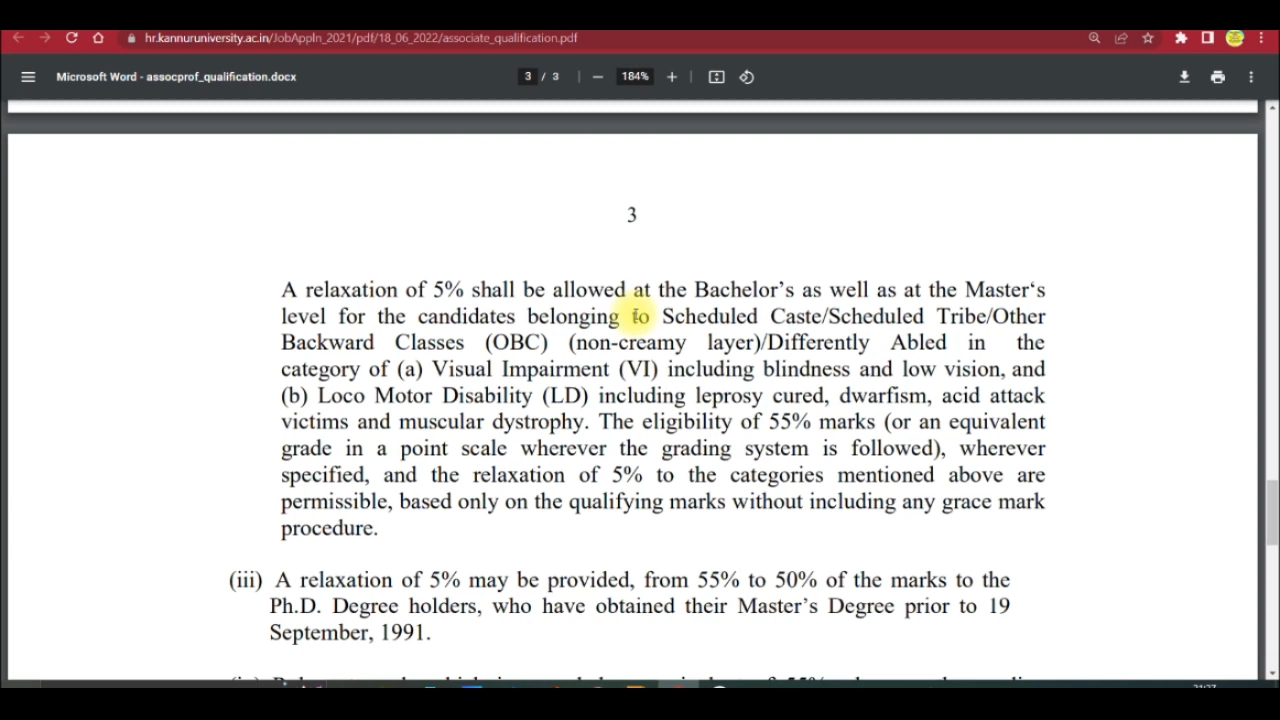 hr.kannuruniversity.ac.in/JobAppln_2021/pdf/18_06_2022/associate_qualification.pdf
Microsoft Word - assocprof_qualification.docx
3 / 3
184%
3
A relaxation of 5% shall be allowed at the Bachelor’s as well as at the Master‘s
level for the candidates belonging to Scheduled Caste/Scheduled Tribe/Other
Backward Classes (OBC) (non-creamy layer)/Differently Abled in the
category of (a) Visual Impairment (VI) including blindness and low vision, and
(b) Loco Motor Disability (LD) including leprosy cured, dwarfism, acid attack
victims and muscular dystrophy. The eligibility of 55% marks (or an equivalent
grade in a point scale wherever the grading system is followed), wherever
specified, and the relaxation of 5% to the categories mentioned above are
permissible, based only on the qualifying marks without including any grace mark
procedure.
(iii) A relaxation of 5% may be provided, from 55% to 50% of the marks to the
Ph.D. Degree holders, who have obtained their Master’s Degree prior to 19
September, 1991.